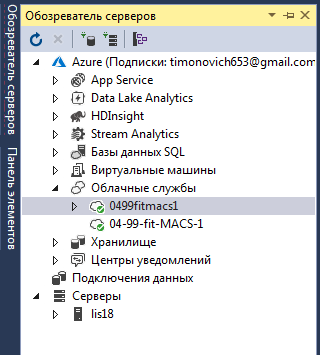 Обозреватель серверов
Панель элементов
Обозреватель серверов
Azure (Подписки: timonovich653@gmail.com
App Service
Data Lake Analytics
HDInsight
Stream Analytics
Базы данных SQL
Виртуальные машины
Облачные службы
0499fitmacs1
04-99-fit-MACS-1
Хранилище
Центры уведомлений
Подключения данных
Серверы
lis18